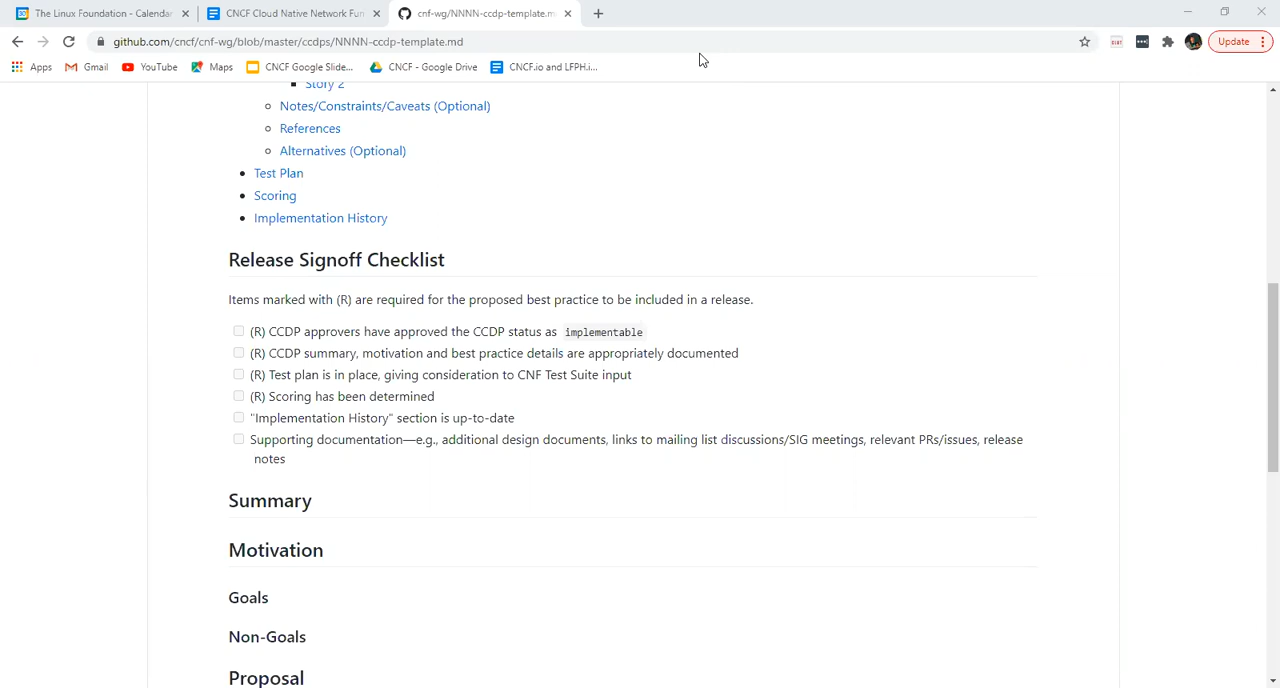 The Linux Foundation - Calendar
CNCF Cloud Native Network Fun
cnf-wg/NNNN-ccdp-template.m
github.com/cncf/cnf-wg/blob/master/ccdps/NNNN-ccdp-template.md
Update
Apps
Gmail
YouTube
Maps
CNCF Google Slide...
CNCF - Google Drive
CNCF.io and LFPH.i...
Story 2
Notes/Constraints/Caveats (Optional)
References
Alternatives (Optional)
Test Plan
Scoring
Implementation History
Release Signoff Checklist
Items marked with (R) are required for the proposed best practice to be included in a release.
(R) CCDP approvers have approved the CCDP status as implementable
(R) CCDP summary, motivation and best practice details are appropriately documented
(R) Test plan is in place, giving consideration to CNF Test Suite input
(R) Scoring has been determined
"Implementation History" section is up-to-date
Supporting documentation—e.g., additional design documents, links to mailing list discussions/SIG meetings, relevant PRs/issues, release
notes
Summary
Motivation
Goals
Non-Goals
Proposal